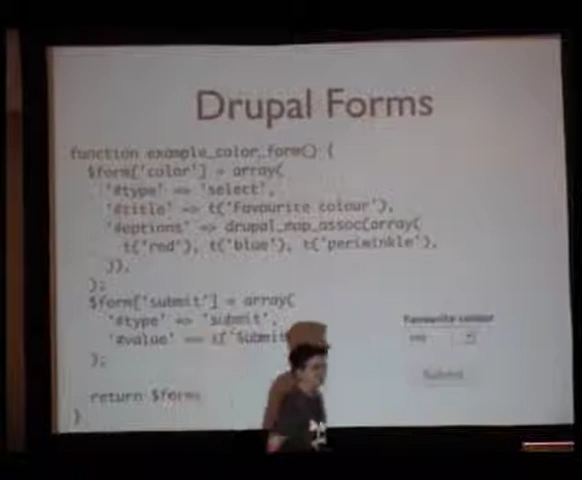 Drupal Forms
function example_color_form() {
$form['color'] = array(
'#type' => 'select',
'#title' => t('Favourite colour'),
'#options' => drupal_map_assoc(array(
t('red'), t('blue'), t('periwinkle'),
)),
);
$form['submit'] = array(
'#type' => 'submit',
'#value' => t('Submit
);
return $form;
}
Favourite colour
red
Submit